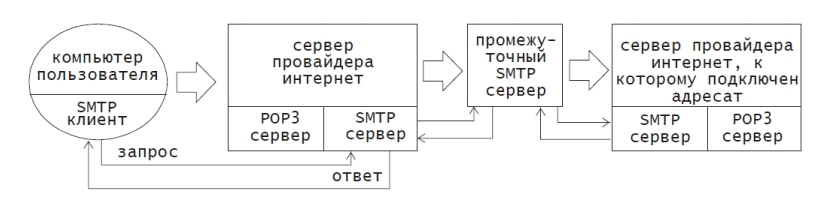 компьютер
пользователя
SMTP
клиент
сервер
провайдера
интернет
POP3
сервер
SMTP
сервер
промежу-
точный
SMTP
сервер
сервер провайдера
интернет, к
которому подключен
адресат
SMTP
сервер
POP3
сервер
запрос
ответ